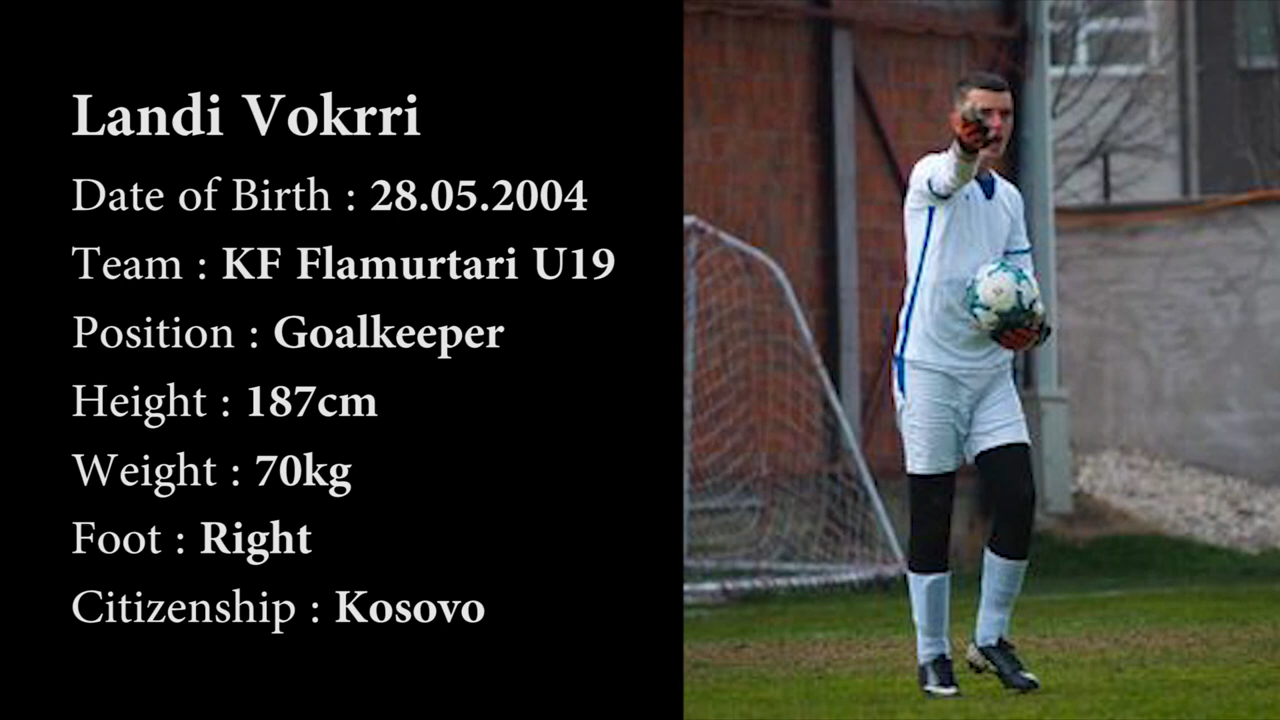 Landi Vokrri
Date of Birth : 28.05.2004
Team : KF Flamurtari U19
Position : Goalkeeper
Height : 187cm
Weight : 70kg
Foot : Right
Citizenship : Kosovo